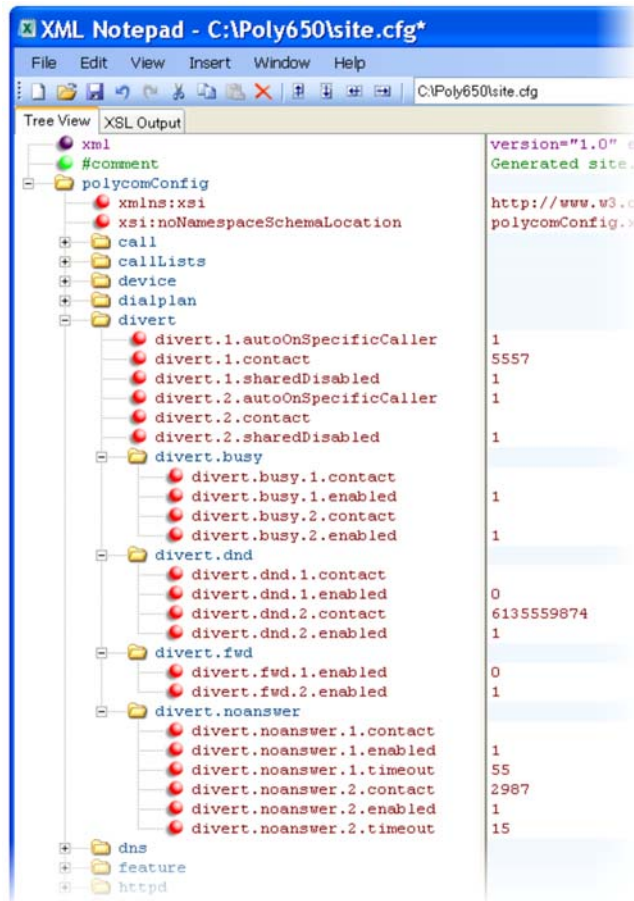 XML Notepad - C:\Poly650\site.cfg*
File Edit View Insert Window Help
C:\Poly650\site.cfg
Tree View XSL Output
xml version="1.0"
#comment Generated site.
polycomConfig
xmlns:xsi http://www.w3.
xsi:noNamespaceSchemaLocation polycomConfig.
call
callLists
device
dialplan
divert
divert.1.autoOnSpecificCaller 1
divert.1.contact 5557
divert.1.sharedDisabled 1
divert.2.autoOnSpecificCaller 1
divert.2.contact
divert.2.sharedDisabled 1
divert.busy
divert.busy.1.contact
divert.busy.1.enabled 1
divert.busy.2.contact
divert.busy.2.enabled 1
divert.dnd
divert.dnd.1.contact
divert.dnd.1.enabled 0
divert.dnd.2.contact 6135559874
divert.dnd.2.enabled 1
divert.fwd
divert.fwd.1.enabled 0
divert.fwd.2.enabled 1
divert.noanswer
divert.noanswer.1.contact
divert.noanswer.1.enabled 1
divert.noanswer.1.timeout 55
divert.noanswer.2.contact 2987
divert.noanswer.2.enabled 1
divert.noanswer.2.timeout 15
dns
feature
httpd